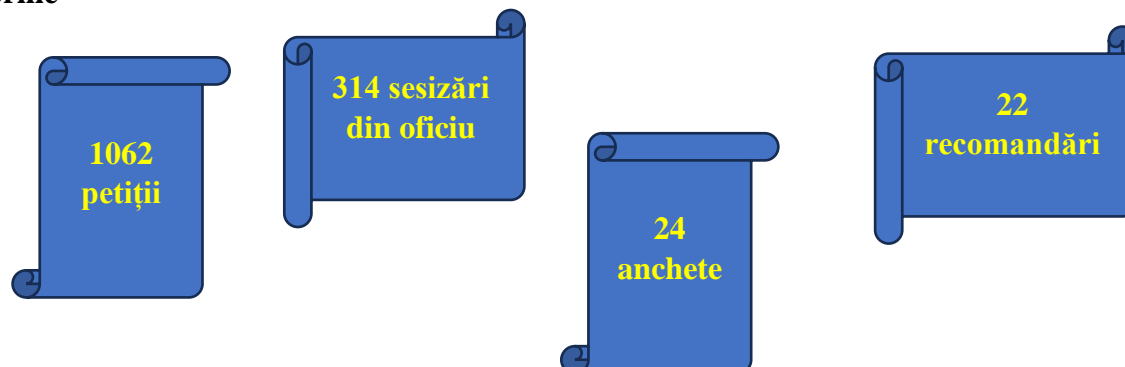 1062
petiții
314 sesizări
din oficiu
24
anchete
22
recomandări